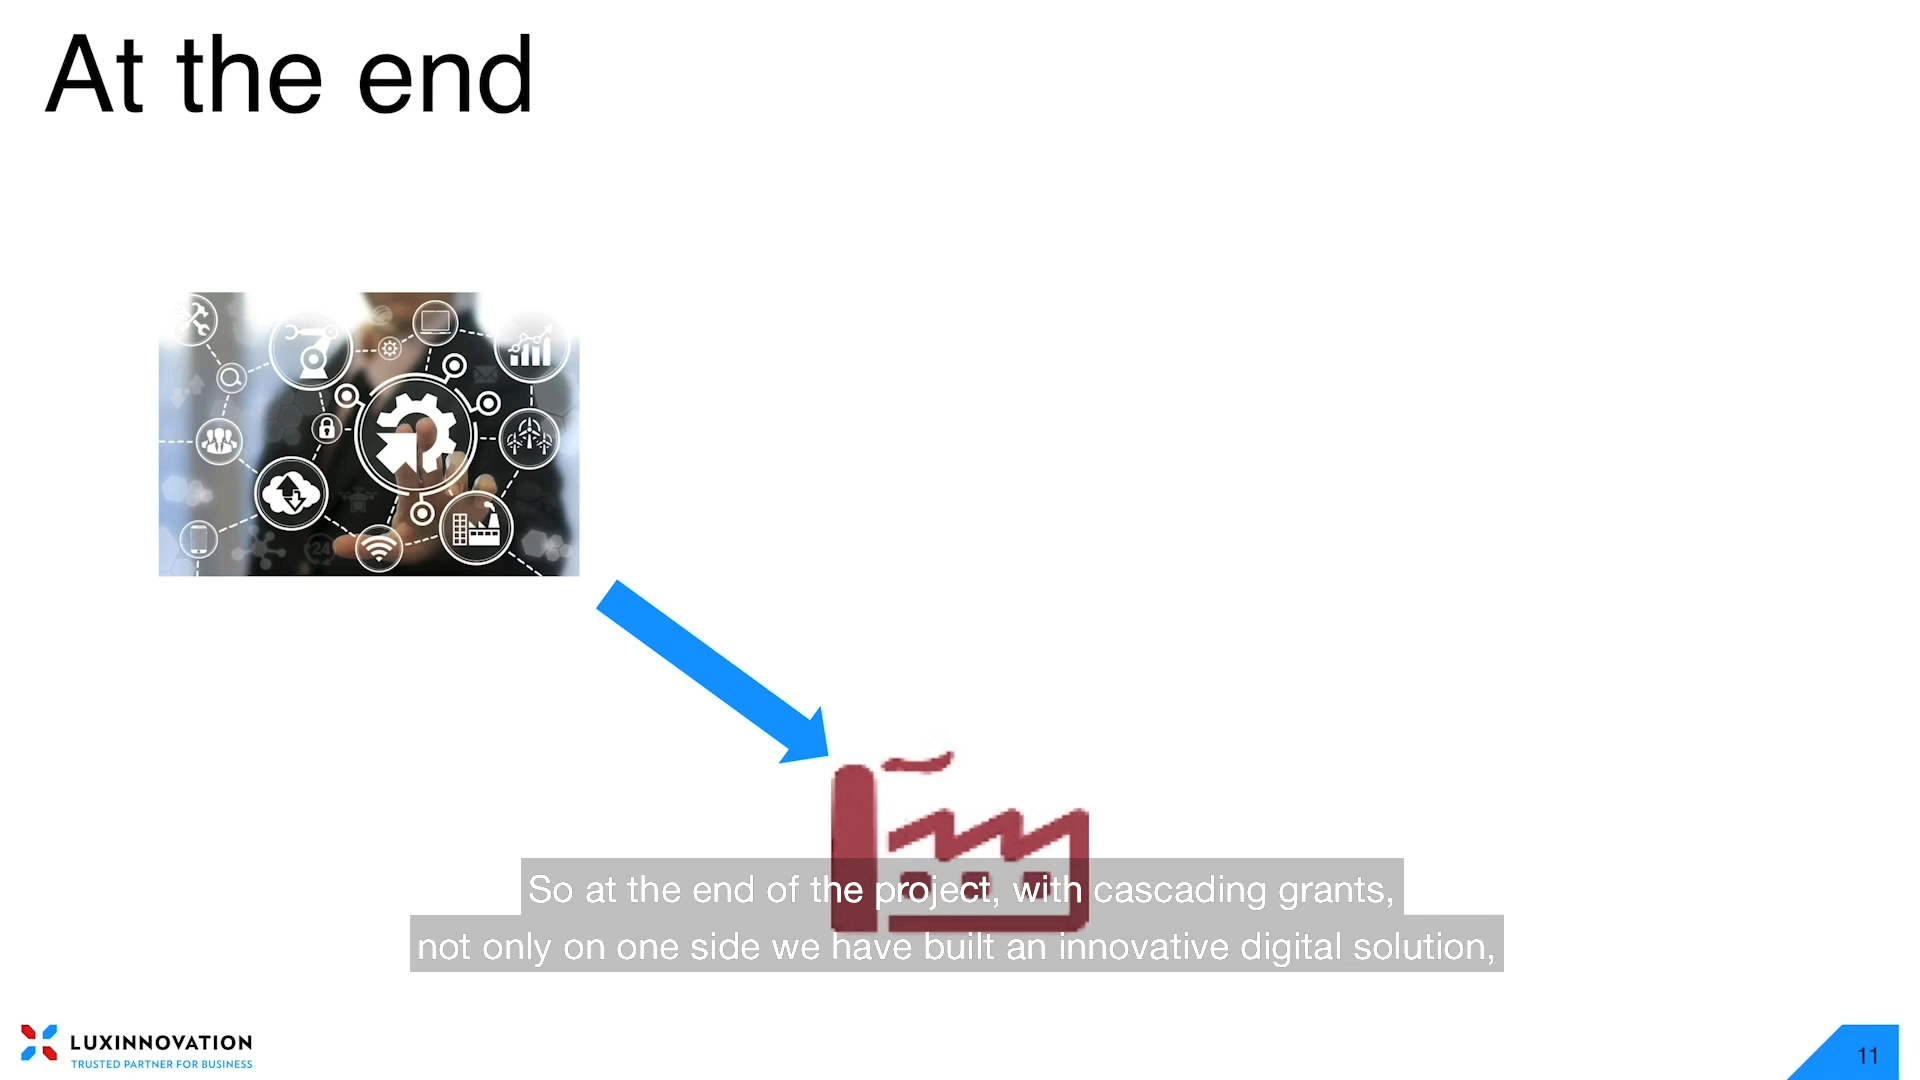 At the end
24
So at the end of the project, with cascading grants,
not only on one side we have built an innovative digital solution,
LUXINNOVATION
TRUSTED PARTNER FOR BUSINESS
11